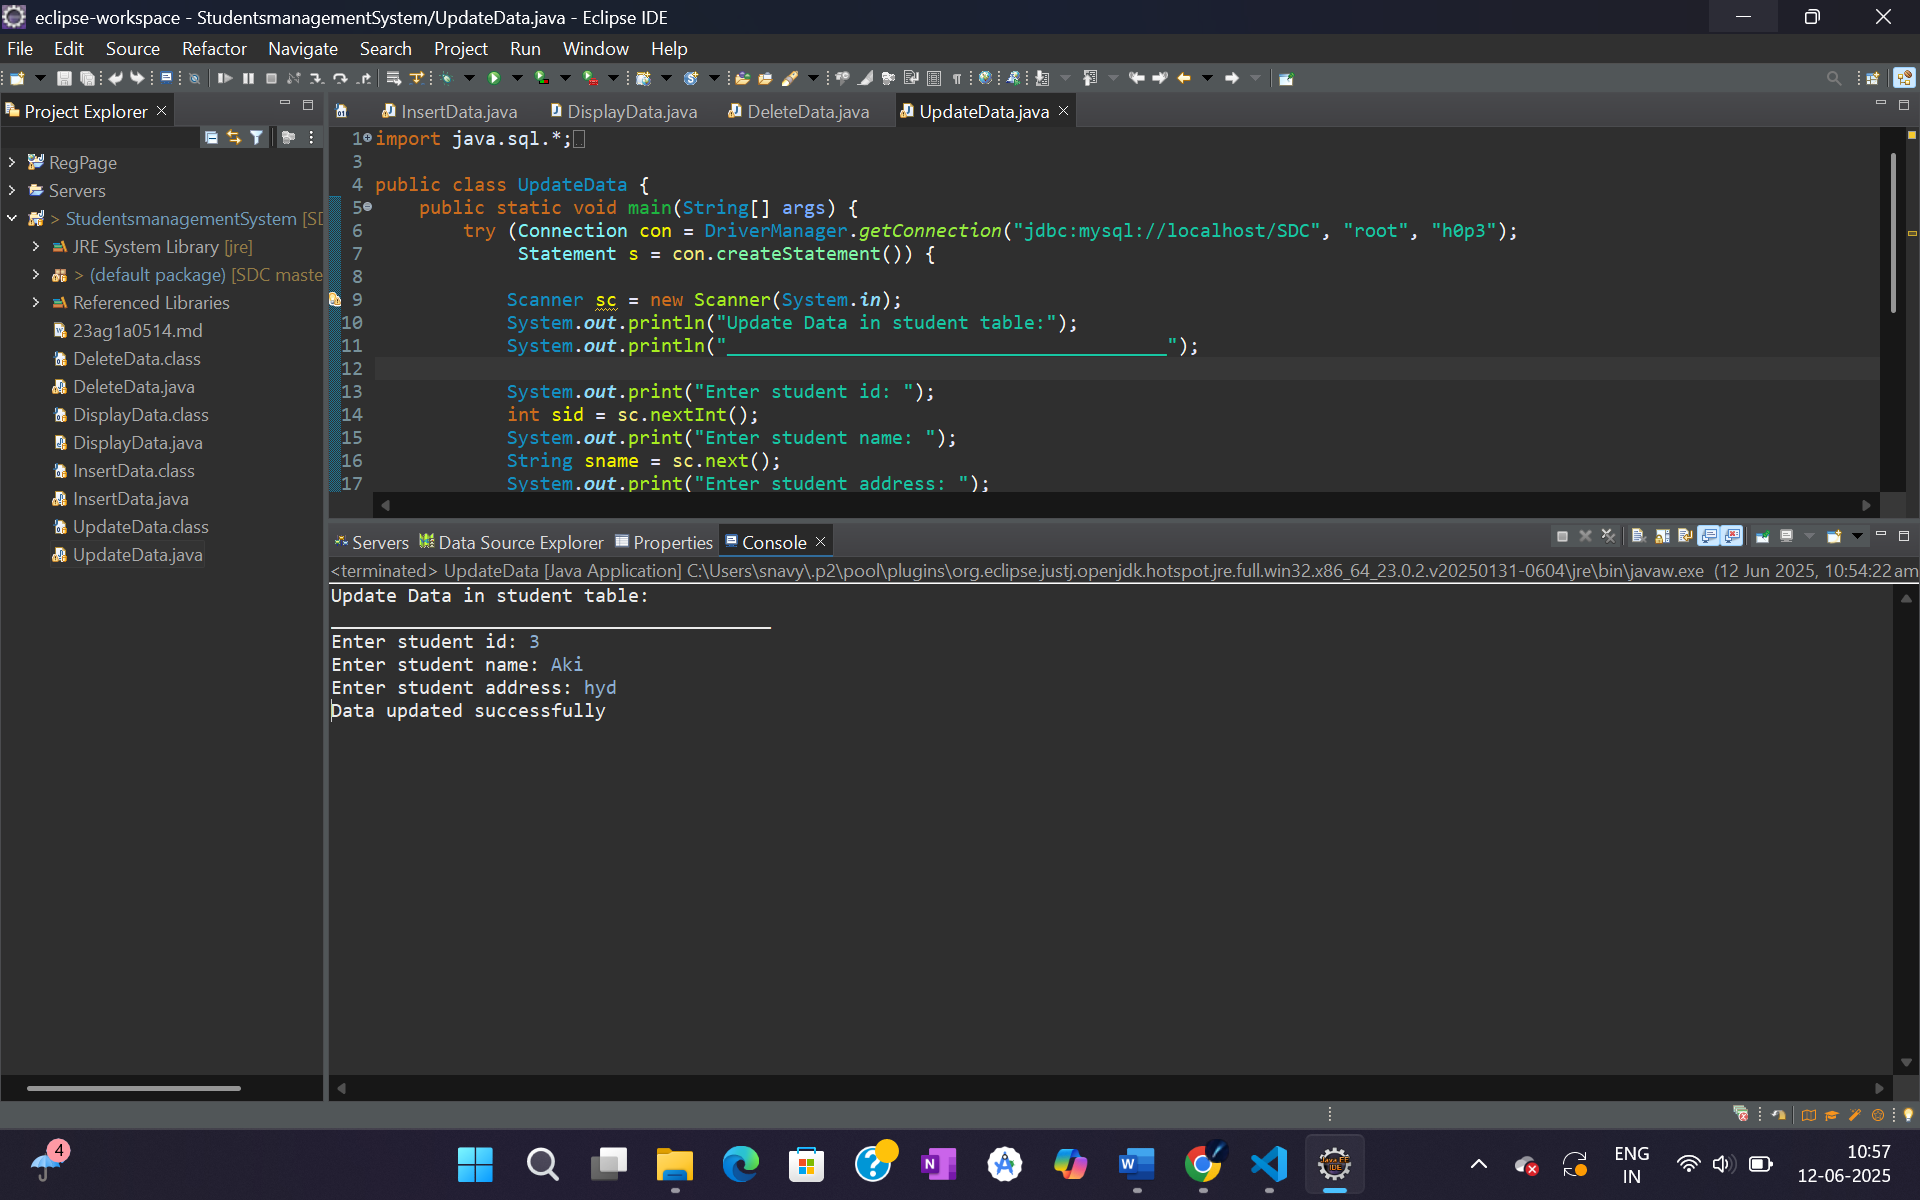 eclipse-workspace - StudentsmanagementSystem/UpdateData.java - Eclipse IDE
File Edit Source Refactor Navigate Search Project Run Window Help
Project Explorer
InsertData.java DisplayData.java DeleteData.java UpdateData.java
RegPage
Servers
> StudentsmanagementSystem [SD
JRE System Library [jre]
> (default package) [SDC maste
Referenced Libraries
23ag1a0514.md
DeleteData.class
DeleteData.java
DisplayData.class
DisplayData.java
InsertData.class
InsertData.java
UpdateData.class
UpdateData.java
1 import java.sql.*;
3
4 public class UpdateData {
5 public static void main(String[] args) {
6 try (Connection con = DriverManager.getConnection("jdbc:mysql://localhost/SDC", "root", "h0p3");
7 Statement s = con.createStatement()) {
8
9 Scanner sc = new Scanner(System.in);
10 System.out.println("Update Data in student table:");
11 System.out.println("________________________________________");
12
13 System.out.print("Enter student id: ");
14 int sid = sc.nextInt();
15 System.out.print("Enter student name: ");
16 String sname = sc.next();
17 System.out.print("Enter student address: ");
Servers Data Source Explorer Properties Console
<terminated> UpdateData [Java Application] C:\Users\snavy\.p2\pool\plugins\org.eclipse.justj.openjdk.hotspot.jre.full.win32.x86_64_23.0.2.v20250131-0604\jre\bin\javaw.exe (12 Jun 2025, 10:54:22 am
Update Data in student table:
________________________________________
Enter student id: 3
Enter student name: Aki
Enter student address: hyd
Data updated successfully
4
ENG
IN
10:57
12-06-2025